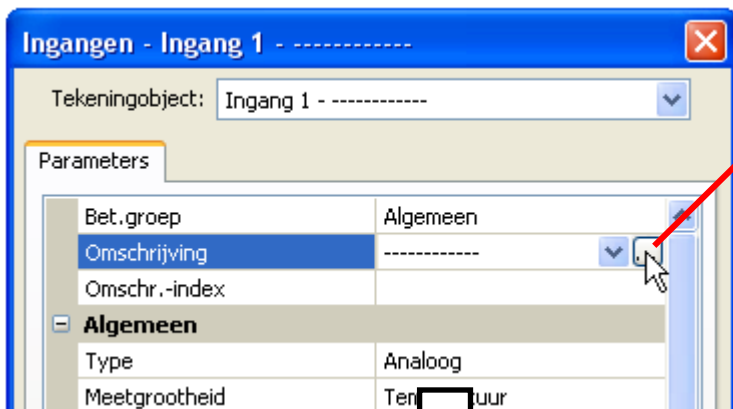 Ingangen - Ingang 1 - ------------
Tekeningobject: Ingang 1 - ------------
Parameters
Bet.groep Algemeen
Omschrijving ------------
Omschr.-index
Algemeen
Type Analoog
Meetgrootheid